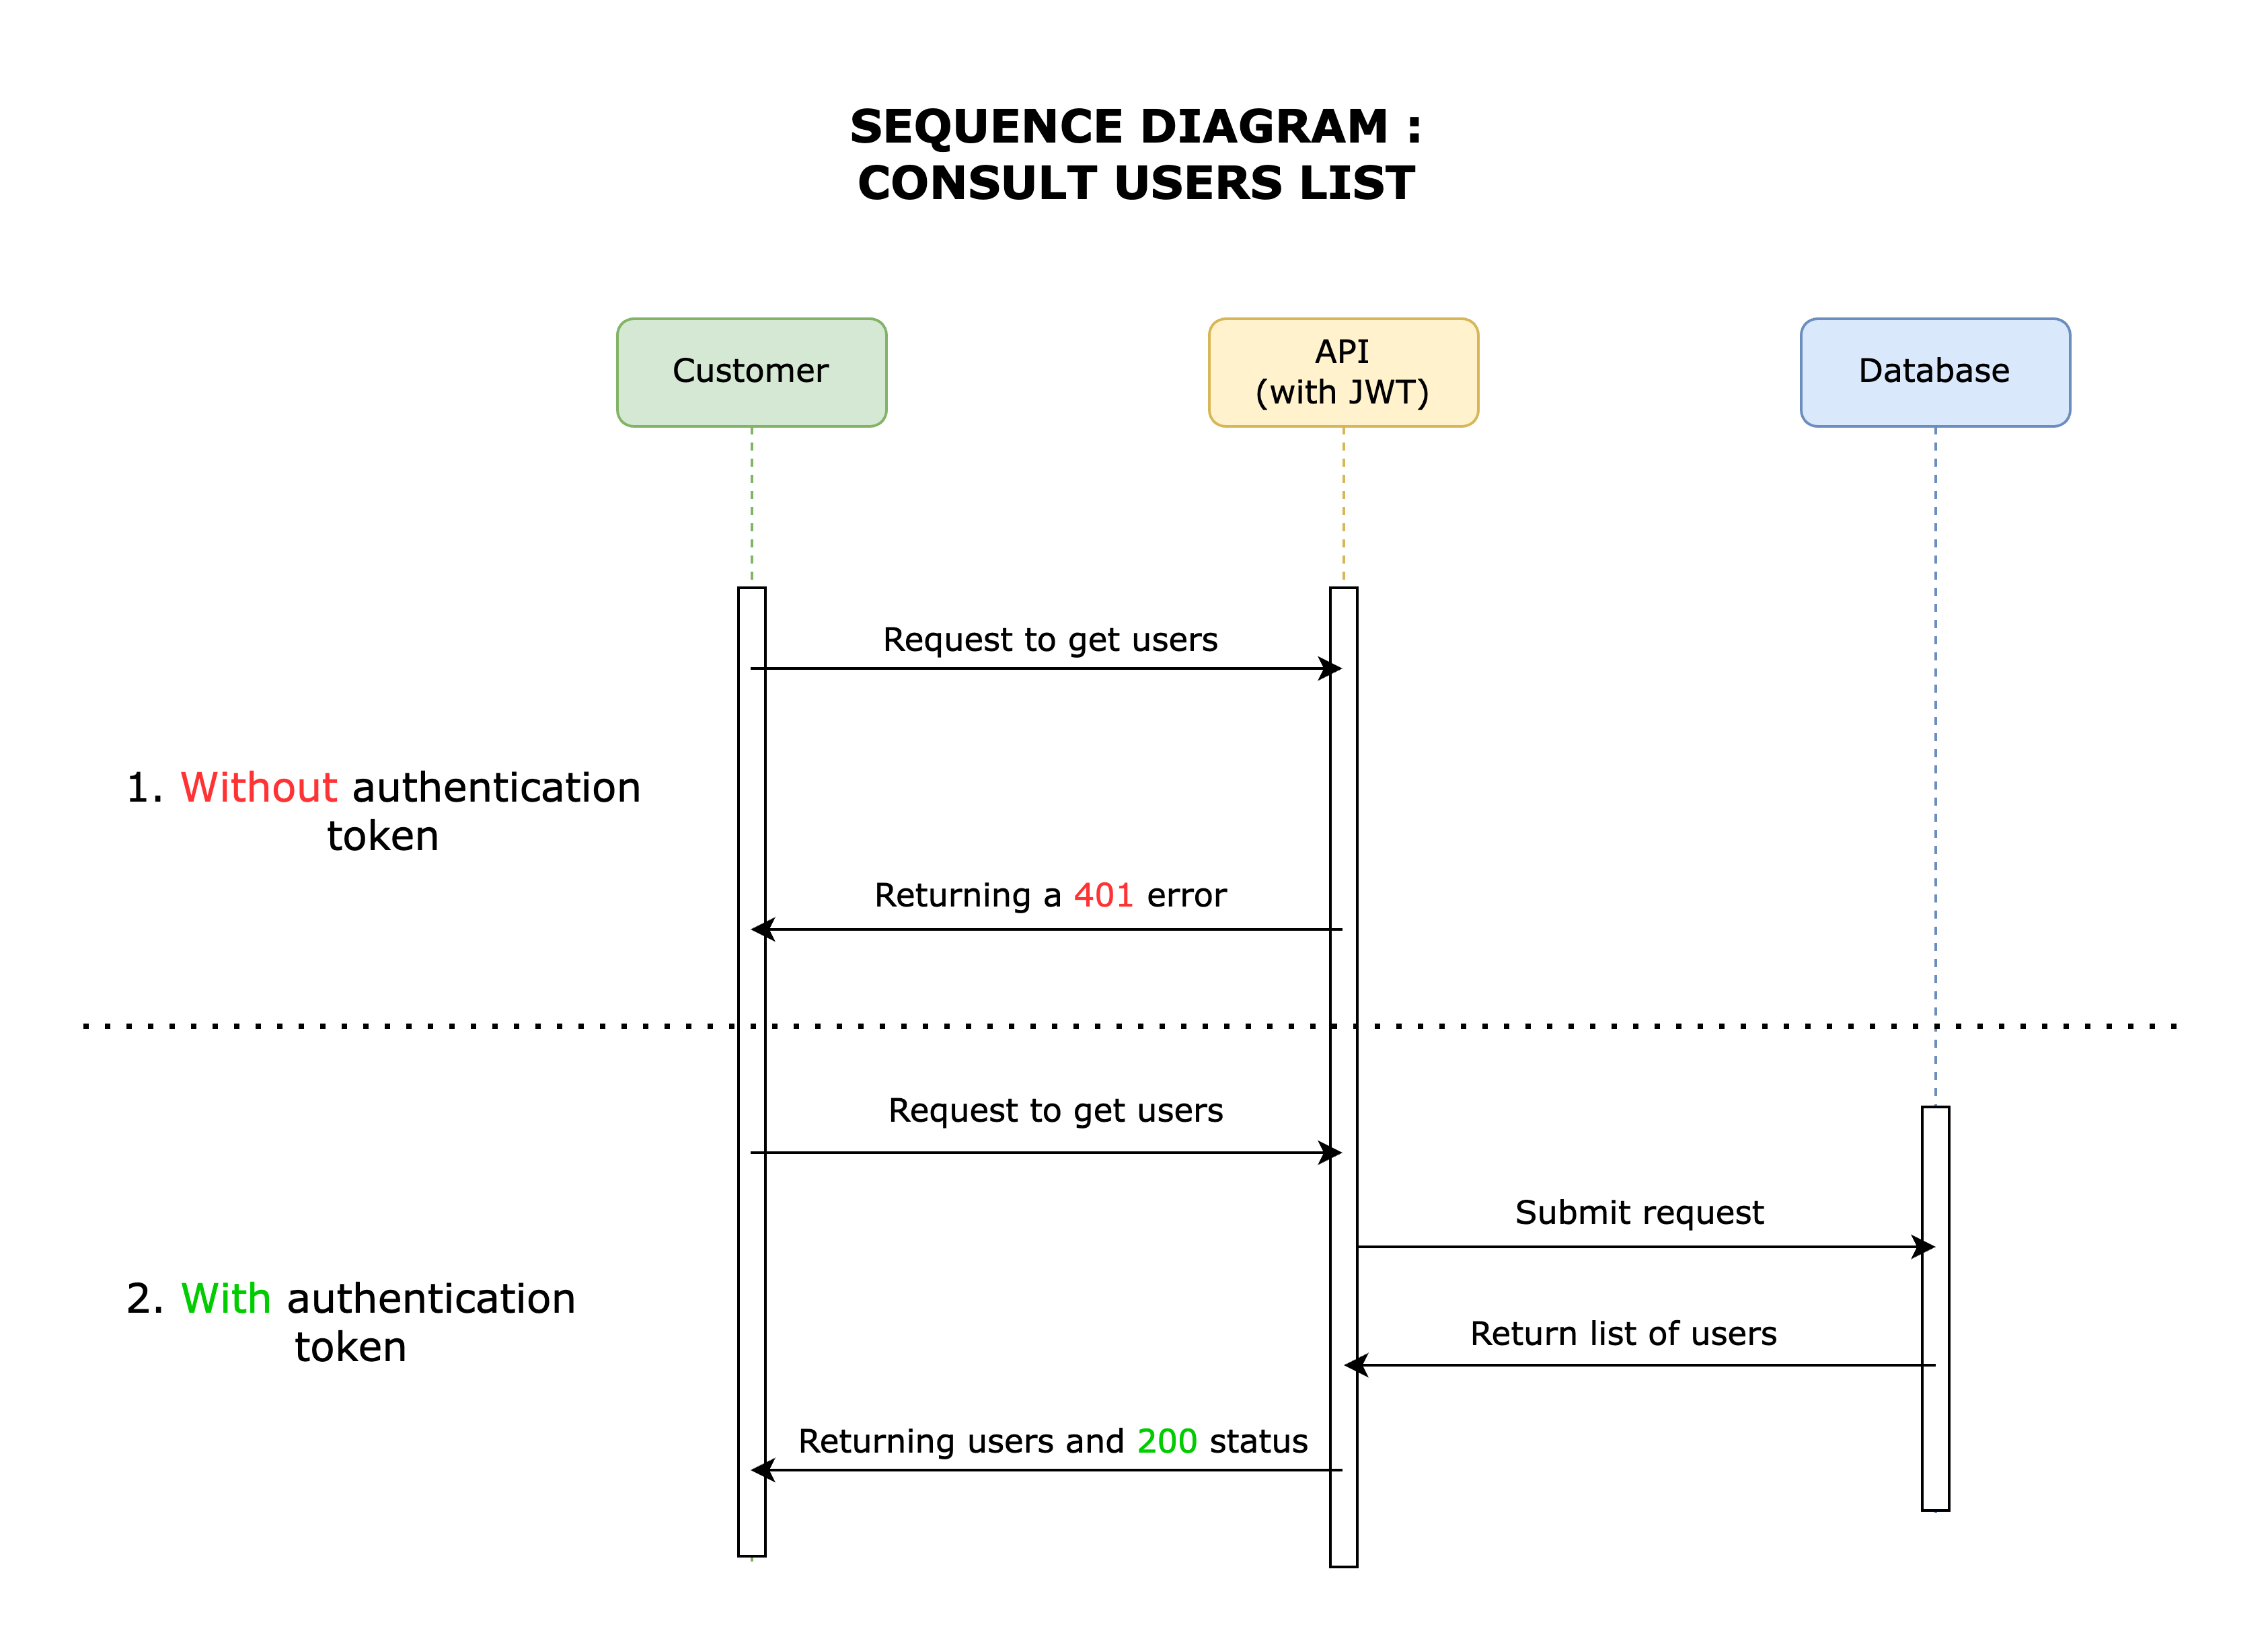 SEQUENCE DIAGRAM :
CONSULT USERS LIST
Customer
API
(with JWT)
Database
Request to get users
1. Without authentication
token
Returning a 401 error
Request to get users
Submit request
2. With authentication
token
Return list of users
Returning users and 200 status